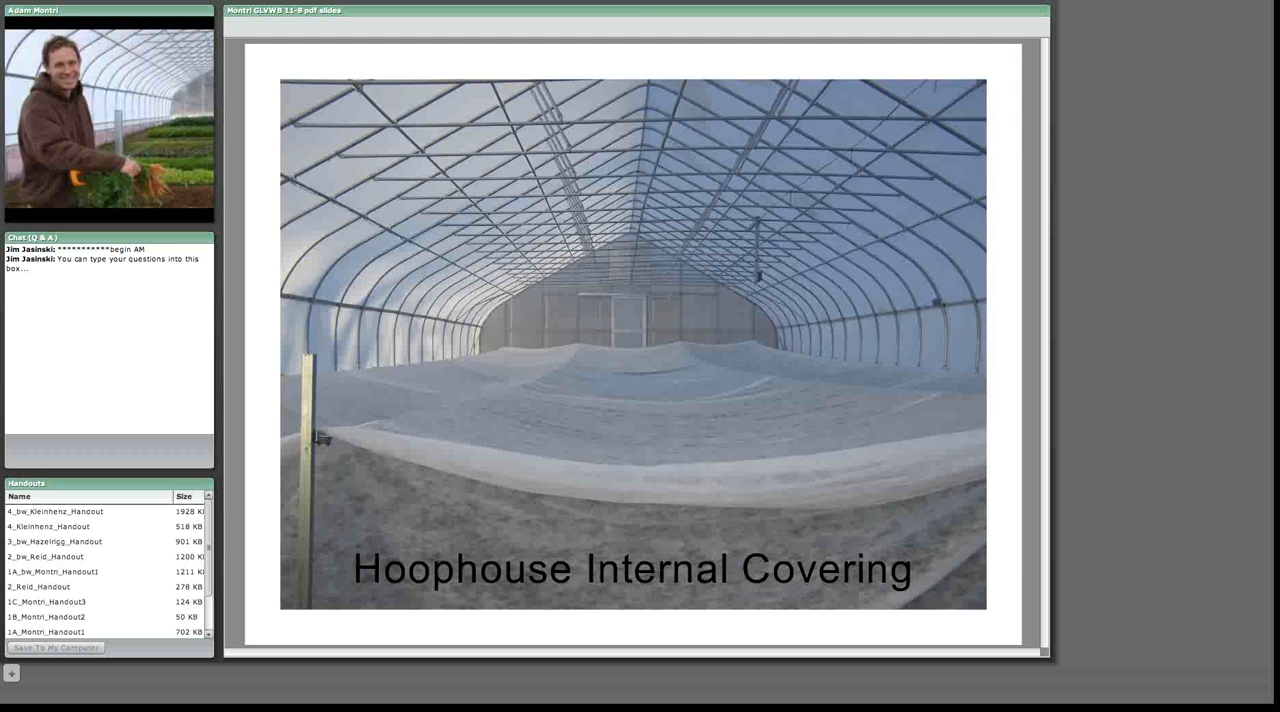 Adam Montri
Montri GLVWB 11-8 pdf slides
Chat (Q & A)
Jim Jasinski: ***********begin AM
Jim Jasinski: You can type your questions into this
box...
Handouts
Name Size
4_bw_Kleinhenz_Handout 1928 K
4_Kleinhenz_Handout 518 KB
3_bw_Hazelrigg_Handout 901 KB
2_bw_Reid_Handout 1200 K
1A_bw_Montri_Handout1 1211 K
2_Reid_Handout 278 KB
1C_Montri_Handout3 124 KB
1B_Montri_Handout2 50 KB
1A_Montri_Handout1 702 KB
Save To My Computer
Hoophouse Internal Covering